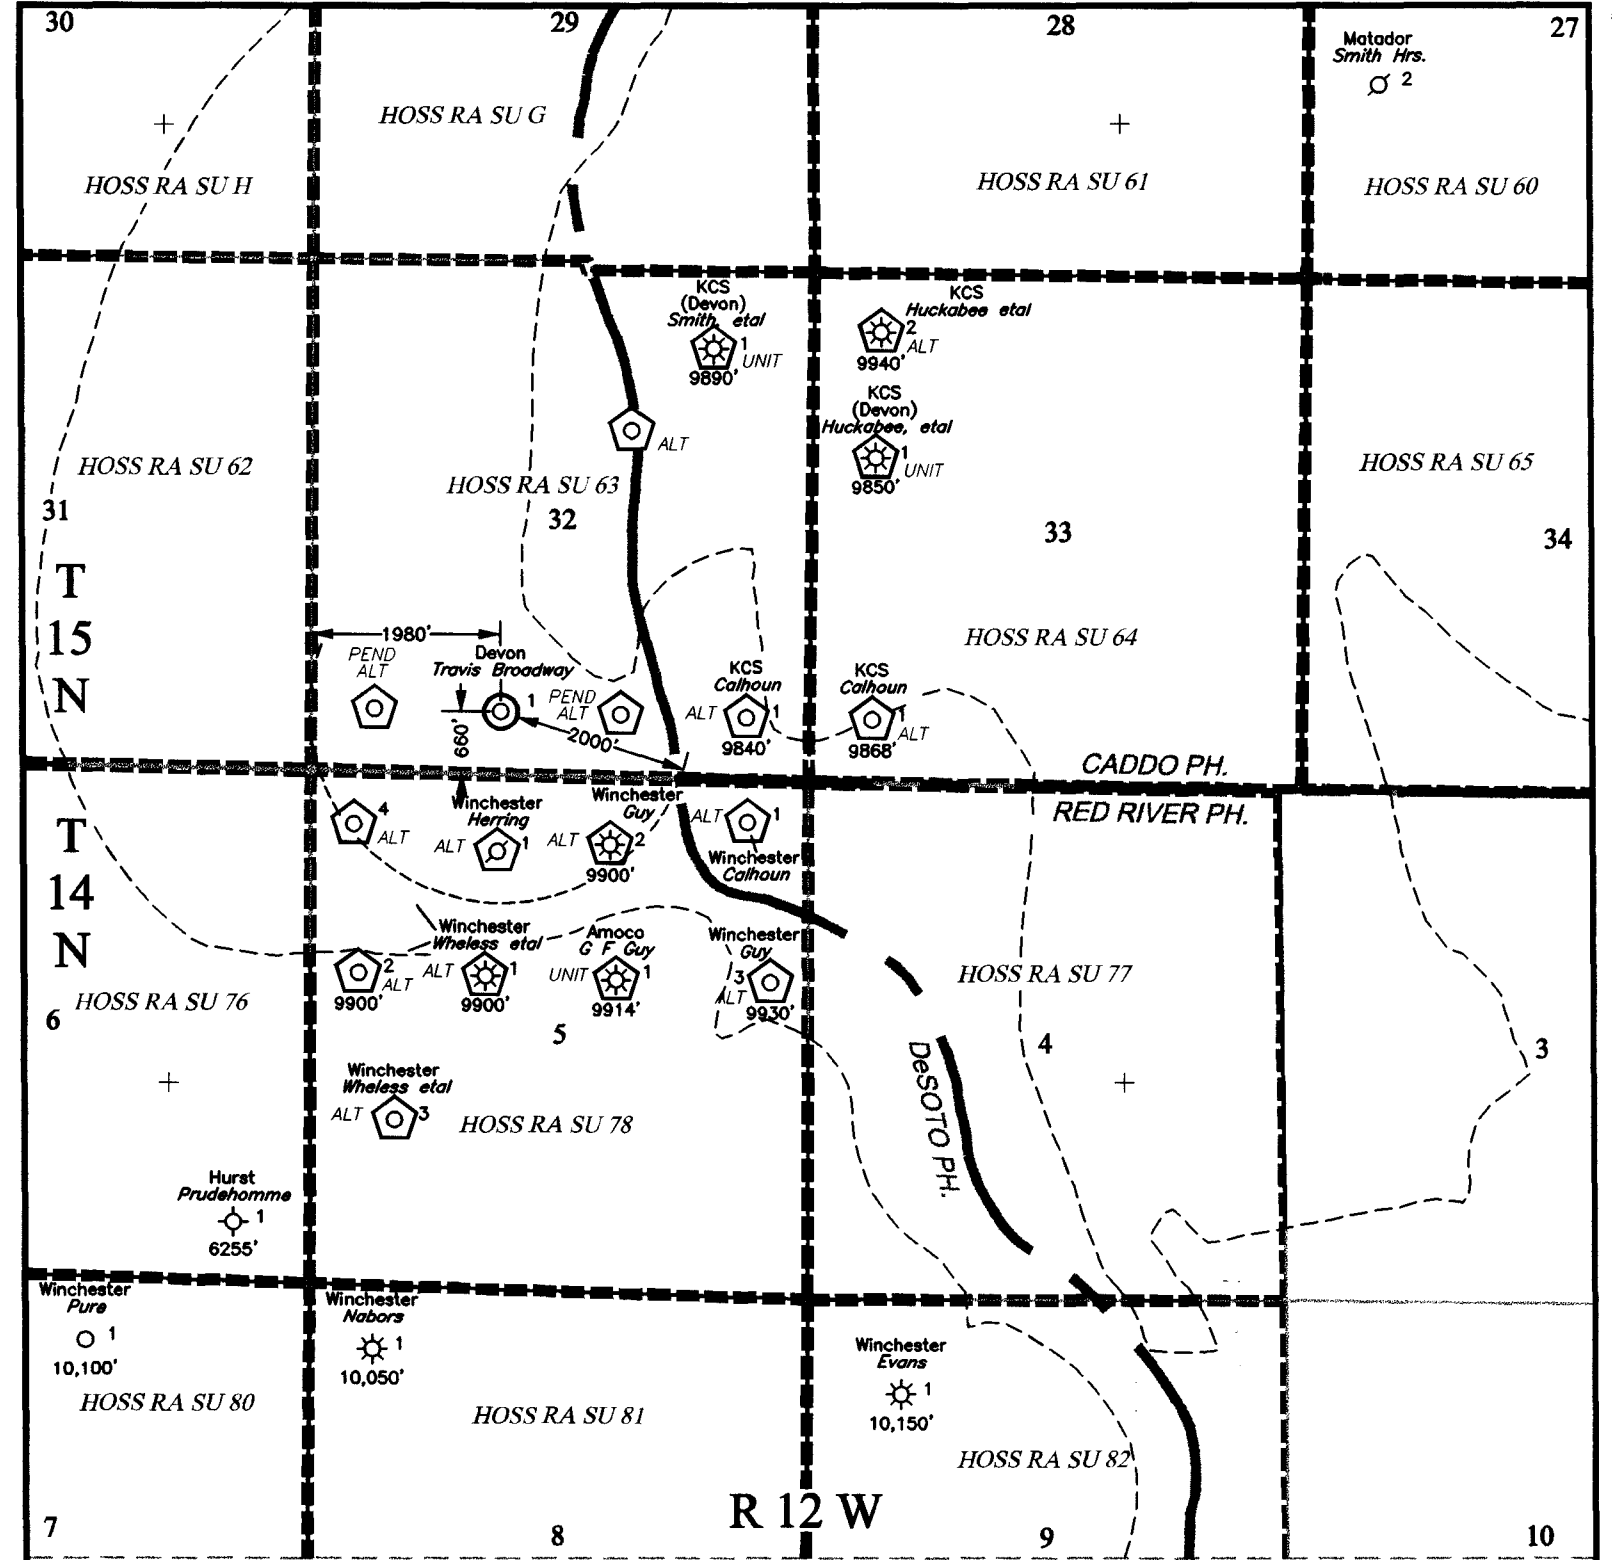 30
29
28
27
Matador
Smith Hrs.
2
HOSS RA SU G
HOSS RA SU H
HOSS RA SU 61
HOSS RA SU 60
KCS
(Devon)
Smith, etal
1
UNIT
9890'
KCS
Huckabee etal
2
ALT
9940'
KCS
(Devon)
Huckabee, etal
1
UNIT
9850'
ALT
HOSS RA SU 62
HOSS RA SU 63
HOSS RA SU 65
31
32
33
34
T
15
N
1980'
PEND
ALT
Devon
Travis Broadway
1
660'
2000'
PEND
ALT
KCS
Calhoun
ALT
1
9840'
KCS
Calhoun
1
ALT
9868'
HOSS RA SU 64
CADDO PH.
RED RIVER PH.
T
14
N
4
ALT
Winchester
Herring
ALT
1
Winchester
Guy
ALT
2
9900'
ALT
1
Winchester
Calhoun
2
ALT
9900'
Winchester
Wheless etal
ALT
1
9900'
Amoco
G F Guy
UNIT
1
9914'
Winchester
Guy
3
ALT
9930'
HOSS RA SU 76
HOSS RA SU 77
6
5
4
3
Winchester
Wheless etal
ALT
3
HOSS RA SU 78
DeSOTO PH.
Hurst
Prudehomme
1
6255'
Winchester
Pure
1
10,100'
Winchester
Nabors
1
10,050'
Winchester
Evans
1
10,150'
HOSS RA SU 80
HOSS RA SU 81
HOSS RA SU 82
R 12 W
7
8
9
10